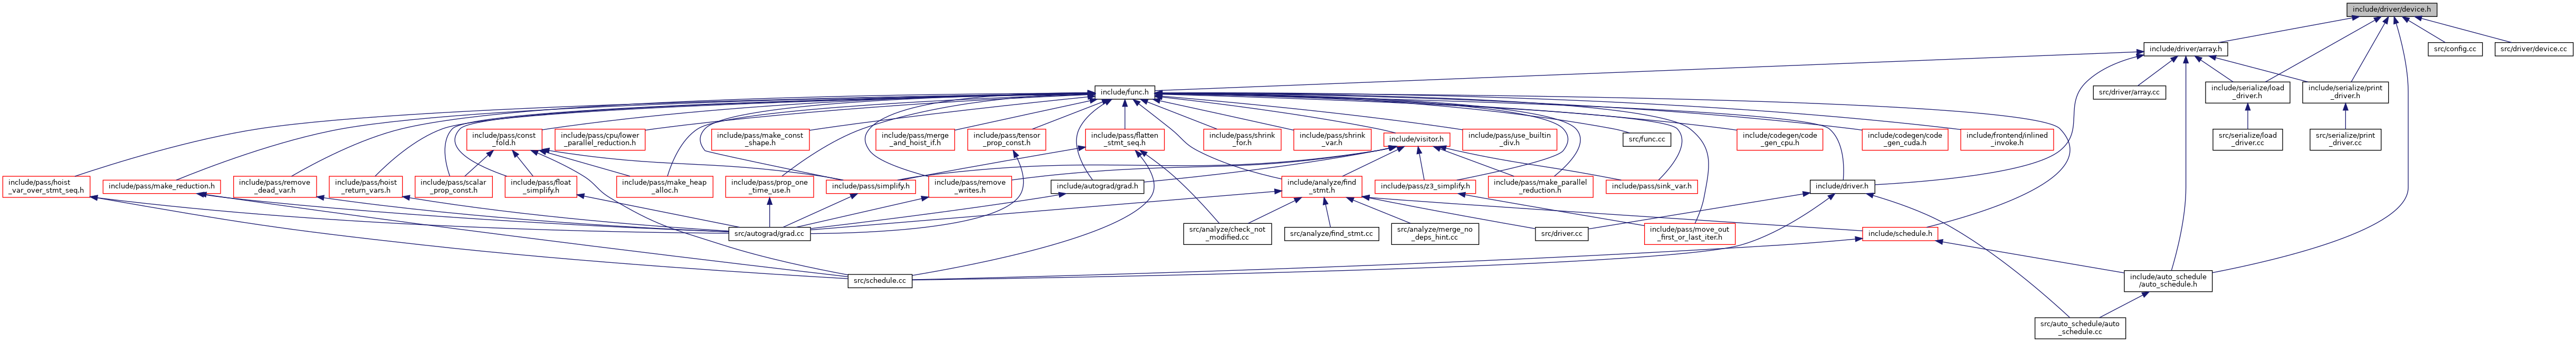 include/driver/device.h
include/driver/array.h
src/config.cc
src/driver/device.cc
include/func.h
src/driver/array.cc
include/serialize/load
_driver.h
include/serialize/print
_driver.h
include/pass/const
_fold.h
include/pass/cpu/lower
_parallel_reduction.h
include/pass/make_const
_shape.h
include/pass/merge
_and_hoist_if.h
include/pass/tensor
_prop_const.h
include/pass/flatten
_stmt_seq.h
include/pass/shrink
_for.h
include/pass/shrink
_var.h
include/visitor.h
include/pass/use_builtin
_div.h
src/func.cc
include/codegen/code
_gen_cpu.h
include/codegen/code
_gen_cuda.h
include/frontend/inlined
_invoke.h
src/serialize/load
_driver.cc
src/serialize/print
_driver.cc
include/pass/hoist
_var_over_stmt_seq.h
include/pass/make_reduction.h
include/pass/remove
_dead_var.h
include/pass/hoist
_return_vars.h
include/pass/scalar
_prop_const.h
include/pass/float
_simplify.h
include/pass/make_heap
_alloc.h
include/pass/prop_one
_time_use.h
include/pass/simplify.h
include/pass/remove
_writes.h
include/autograd/grad.h
include/analyze/find
_stmt.h
include/pass/z3_simplify.h
include/pass/make_parallel
_reduction.h
include/pass/sink_var.h
include/driver.h
src/autograd/grad.cc
src/analyze/check_not
_modified.cc
src/analyze/find_stmt.cc
src/analyze/merge_no
_deps_hint.cc
src/driver.cc
include/pass/move_out
_first_or_last_iter.h
include/schedule.h
src/schedule.cc
include/auto_schedule
/auto_schedule.h
src/auto_schedule/auto
_schedule.cc